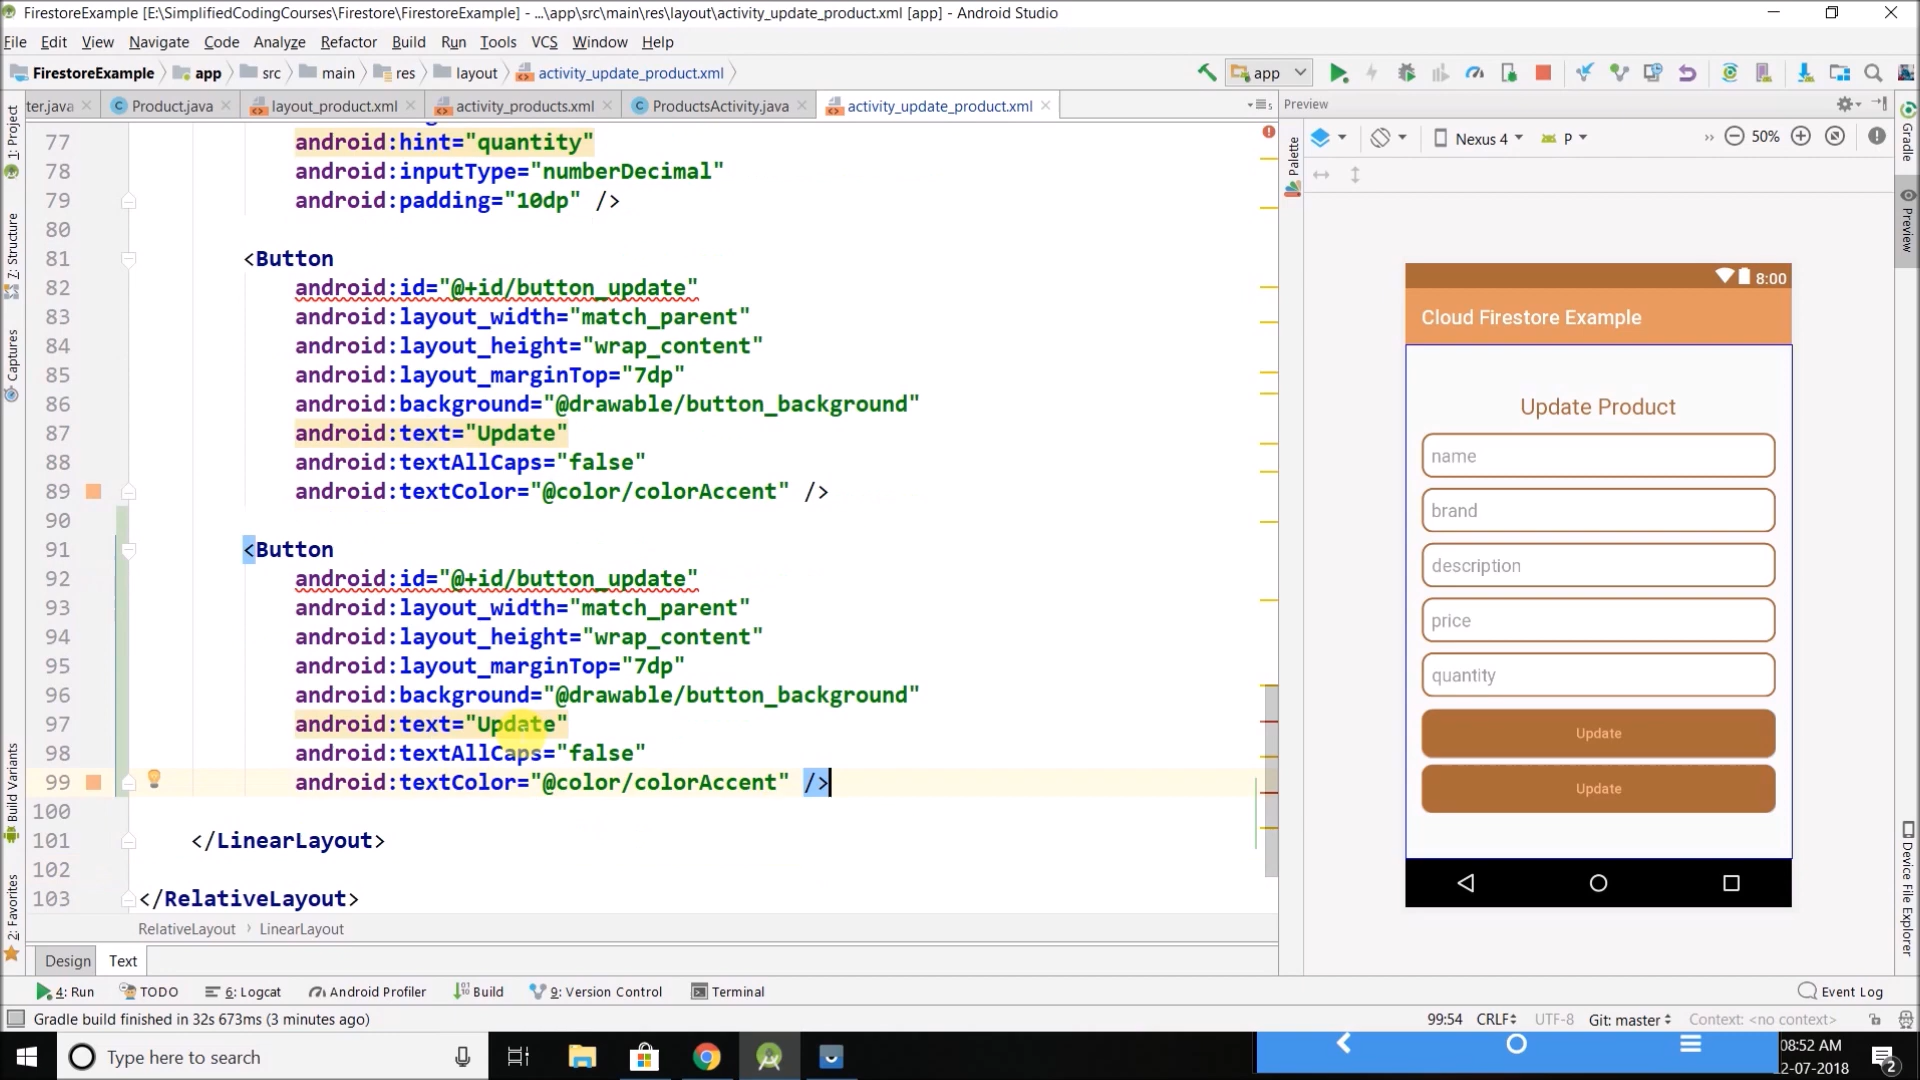 FirestoreExample [E:\SimplifiedCodingCourses\Firestore\FirestoreExample] - ...\app\src\main\res\layout\activity_update_product.xml [app] - Android Studio
File Edit View Navigate Code Analyze Refactor Build Run Tools VCS Window Help
FirestoreExample app src main res layout activity_update_product.xml app
ter.java Product.java layout_product.xml activity_products.xml ProductsActivity.java activity_update_product.xml
1: Project
7: Structure
Captures
Build Variants
2: Favorites
77 android:hint="quantity"
78 android:inputType="numberDecimal"
79 android:padding="10dp" />
80
81 <Button
82 android:id="@+id/button_update"
83 android:layout_width="match_parent"
84 android:layout_height="wrap_content"
85 android:layout_marginTop="7dp"
86 android:background="@drawable/button_background"
87 android:text="Update"
88 android:textAllCaps="false"
89 android:textColor="@color/colorAccent" />
90
91 <Button
92 android:id="@+id/button_update"
93 android:layout_width="match_parent"
94 android:layout_height="wrap_content"
95 android:layout_marginTop="7dp"
96 android:background="@drawable/button_background"
97 android:text="Update"
98 android:textAllCaps="false"
99 android:textColor="@color/colorAccent" />
100
101 </LinearLayout>
102
103 </RelativeLayout>
RelativeLayout LinearLayout
Design Text
Preview
Palette
Nexus 4 P 50%
8:00
Cloud Firestore Example
Update Product
name
brand
description
price
quantity
Update
Update
Gradle
Preview
Device File Explorer
4: Run TODO 6: Logcat Android Profiler Build 9: Version Control Terminal Event Log
Gradle build finished in 32s 673ms (3 minutes ago) 99:54 CRLF UTF-8 Git: master Context: <no context>
Type here to search
08:52 AM
2-07-2018
2